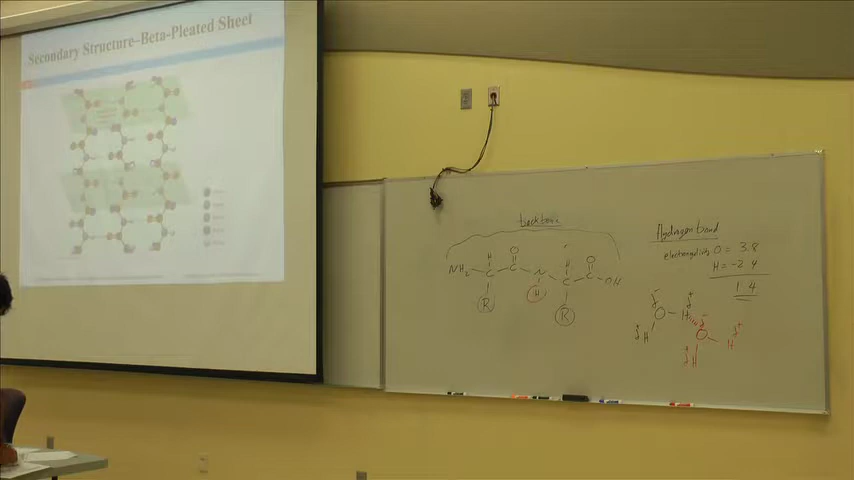 Secondary Structure–Beta-Pleated Sheet
backbone
H O H O
NH₂ C C N C C OH
R H R
Hydrogen bond
electronegativity O = 3.8
H = -2 4
1.4
δ⁻ δ⁺
O - H δ⁻
δ⁺ H O - H δ⁺
δ⁺ H